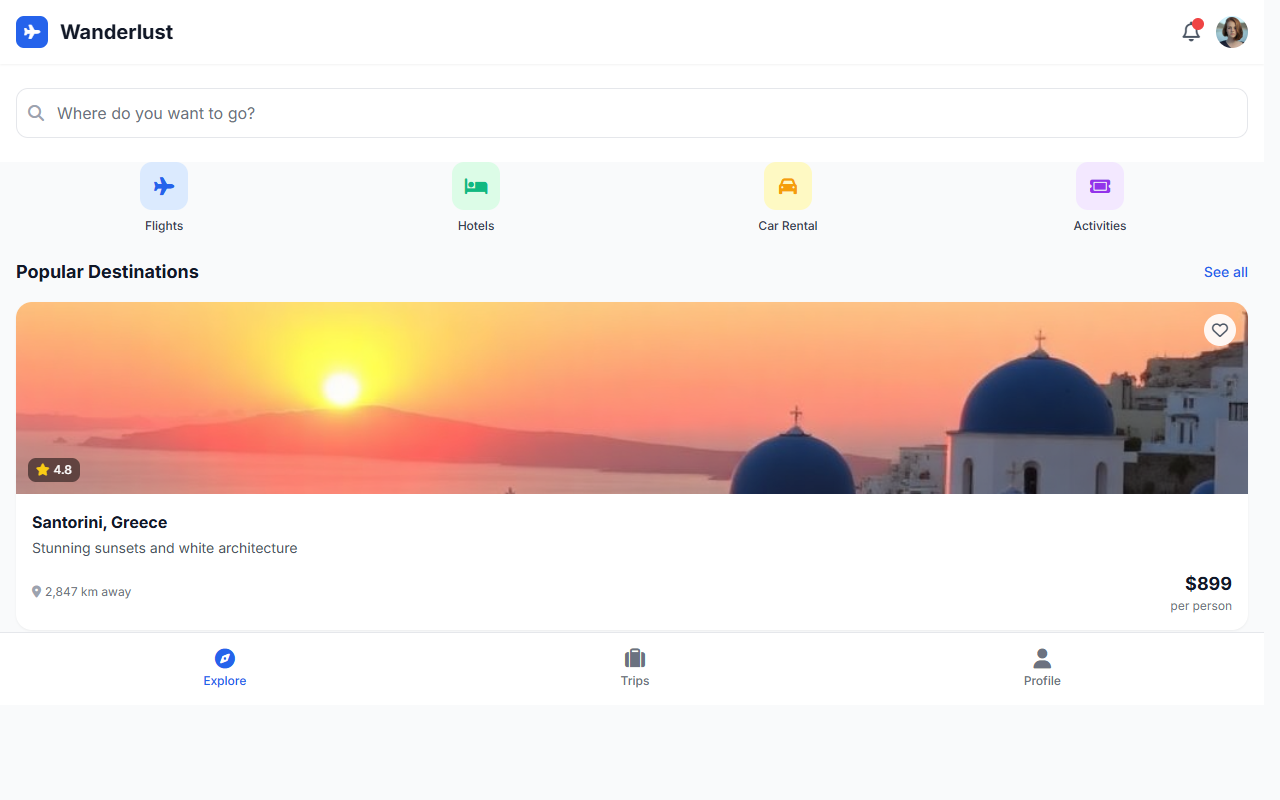 Wanderlust
Where do you want to go?
Flights
Hotels
Car Rental
Activities
Popular Destinations
See all
4.8
Santorini, Greece
Stunning sunsets and white architecture
2,847 km away
$899
per person
Explore
Trips
Profile